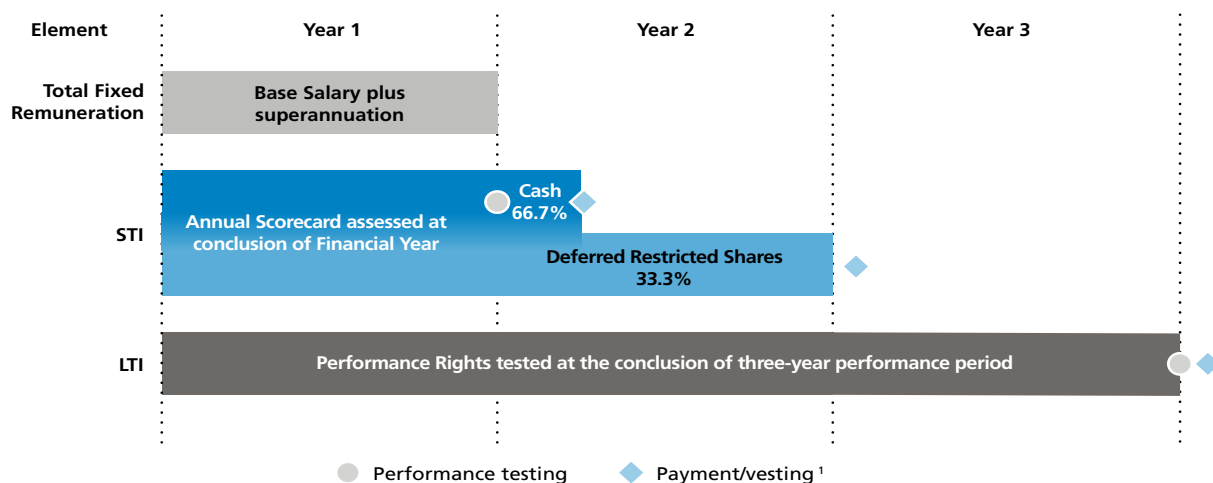 Element
Year 1
Year 2
Year 3
Total Fixed
Remuneration
Base Salary plus
superannuation
STI
Annual Scorecard assessed at
conclusion of Financial Year
Cash
66.7%
Deferred Restricted Shares
33.3%
LTI
Performance Rights tested at the conclusion of three-year performance period
Performance testing
Payment/vesting 1